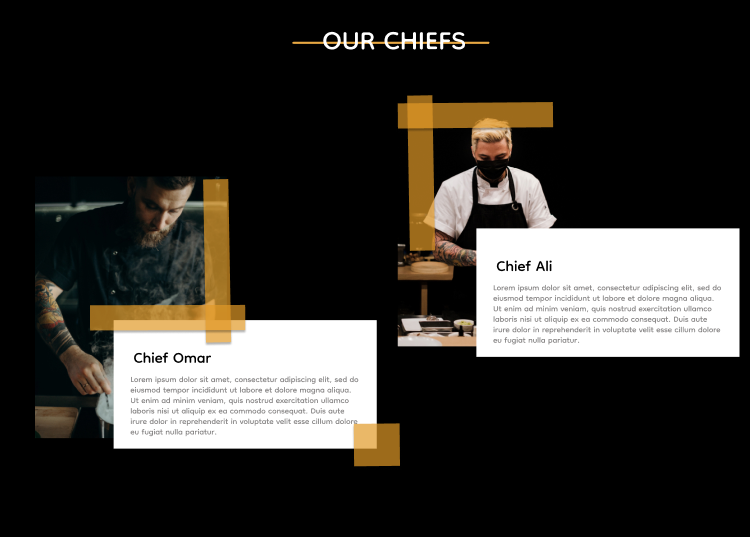 OUR CHIEFS
Chief Ali
Lorem ipsum dolor sit amet, consectetur adipiscing elit, sed do
eiusmod tempor incididunt ut labore et dolore magna aliqua.
Ut enim ad minim veniam, quis nostrud exercitation ullamco
laboris nisi ut aliquip ex ea commodo consequat. Duis aute
irure dolor in reprehenderit in voluptate velit esse cillum dolore
eu fugiat nulla pariatur.
Chief Omar
Lorem ipsum dolor sit amet, consectetur adipiscing elit, sed do
eiusmod tempor incididunt ut labore et dolore magna aliqua.
Ut enim ad minim veniam, quis nostrud exercitation ullamco
laboris nisi ut aliquip ex ea commodo consequat. Duis aute
irure dolor in reprehenderit in voluptate velit esse cillum dolore
eu fugiat nulla pariatur.